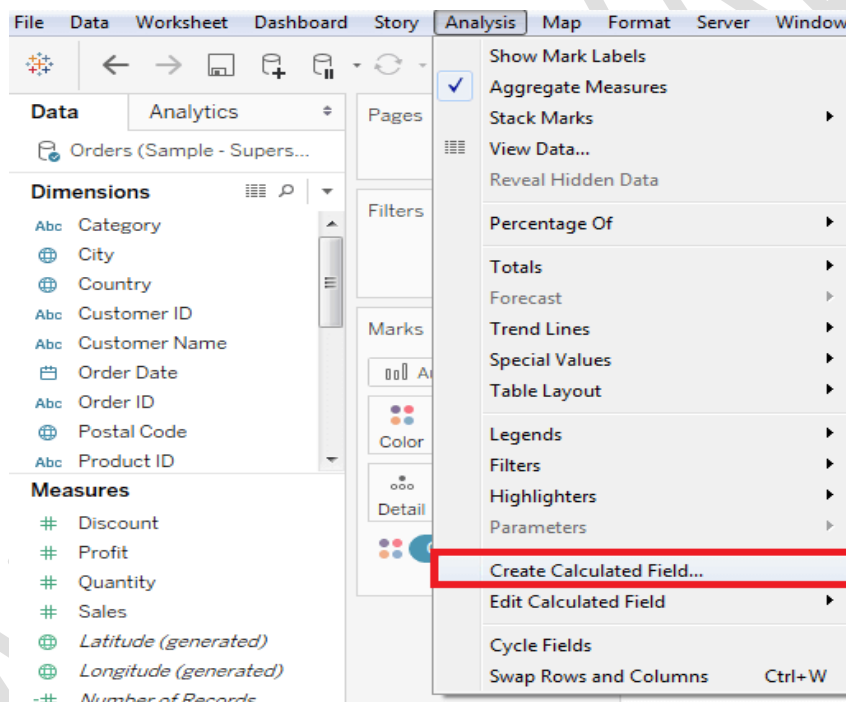 File Data Worksheet Dashboard Story Analysis Map Format Server Window
Data Analytics
Orders (Sample - Supers...
Dimensions
Abc Category
City
Country
Abc Customer ID
Abc Customer Name
Order Date
Abc Order ID
Postal Code
Abc Product ID
Measures
# Discount
# Profit
# Quantity
# Sales
Latitude (generated)
Longitude (generated)
=# Number of Records
Pages
Filters
Marks
Color
Detail
Show Mark Labels
Aggregate Measures
Stack Marks
View Data...
Reveal Hidden Data
Percentage Of
Totals
Forecast
Trend Lines
Special Values
Table Layout
Legends
Filters
Highlighters
Parameters
Create Calculated Field...
Edit Calculated Field
Cycle Fields
Swap Rows and Columns Ctrl+W